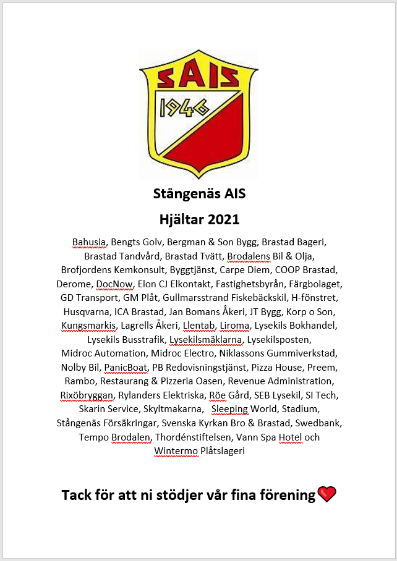 SAIS
1946
Stångenäs AIS
Hjältar 2021
Bahusia, Bengts Golv, Bergman & Son Bygg, Brastad Bageri,
Brastad Tandvård, Brastad Tvätt, Brodalens Bil & Olja,
Brofjordens Kemkonsult, Byggtjänst, Carpe Diem, COOP Brastad,
Derome, DocNow, Elon CJ Elkontakt, Fastighetsbyrån, Färgbolaget,
GD Transport, GM Plåt, Gullmarsstrand Fiskebäckskil, H-fönstret,
Husqvarna, ICA Brastad, Jan Bomans Åkeri, JT Bygg, Korp o Son,
Kungsmarkis, Lagrells Åkeri, Llentab, Liroma, Lysekils Bokhandel,
Lysekils Busstrafik, Lysekilsmäklarna, Lysekilsposten,
Midroc Automation, Midroc Electro, Niklassons Gummiverkstad,
Nolby Bil, PanicBoat, PB Redovisningstjänst, Pizza House, Preem,
Rambo, Restaurang & Pizzeria Oasen, Revenue Administration,
Rixöbryggan, Rylanders Elektriska, Röe Gård, SEB Lysekil, SI Tech,
Skarin Service, Skyltmakarna, Sleeping World, Stadium,
Stångenäs Försäkringar, Svenska Kyrkan Bro & Brastad, Swedbank,
Tempo Brodalen, Thordénstiftelsen, Vann Spa Hotell och
Wintermo Plåtslageri
Tack för att ni stödjer vår fina förening